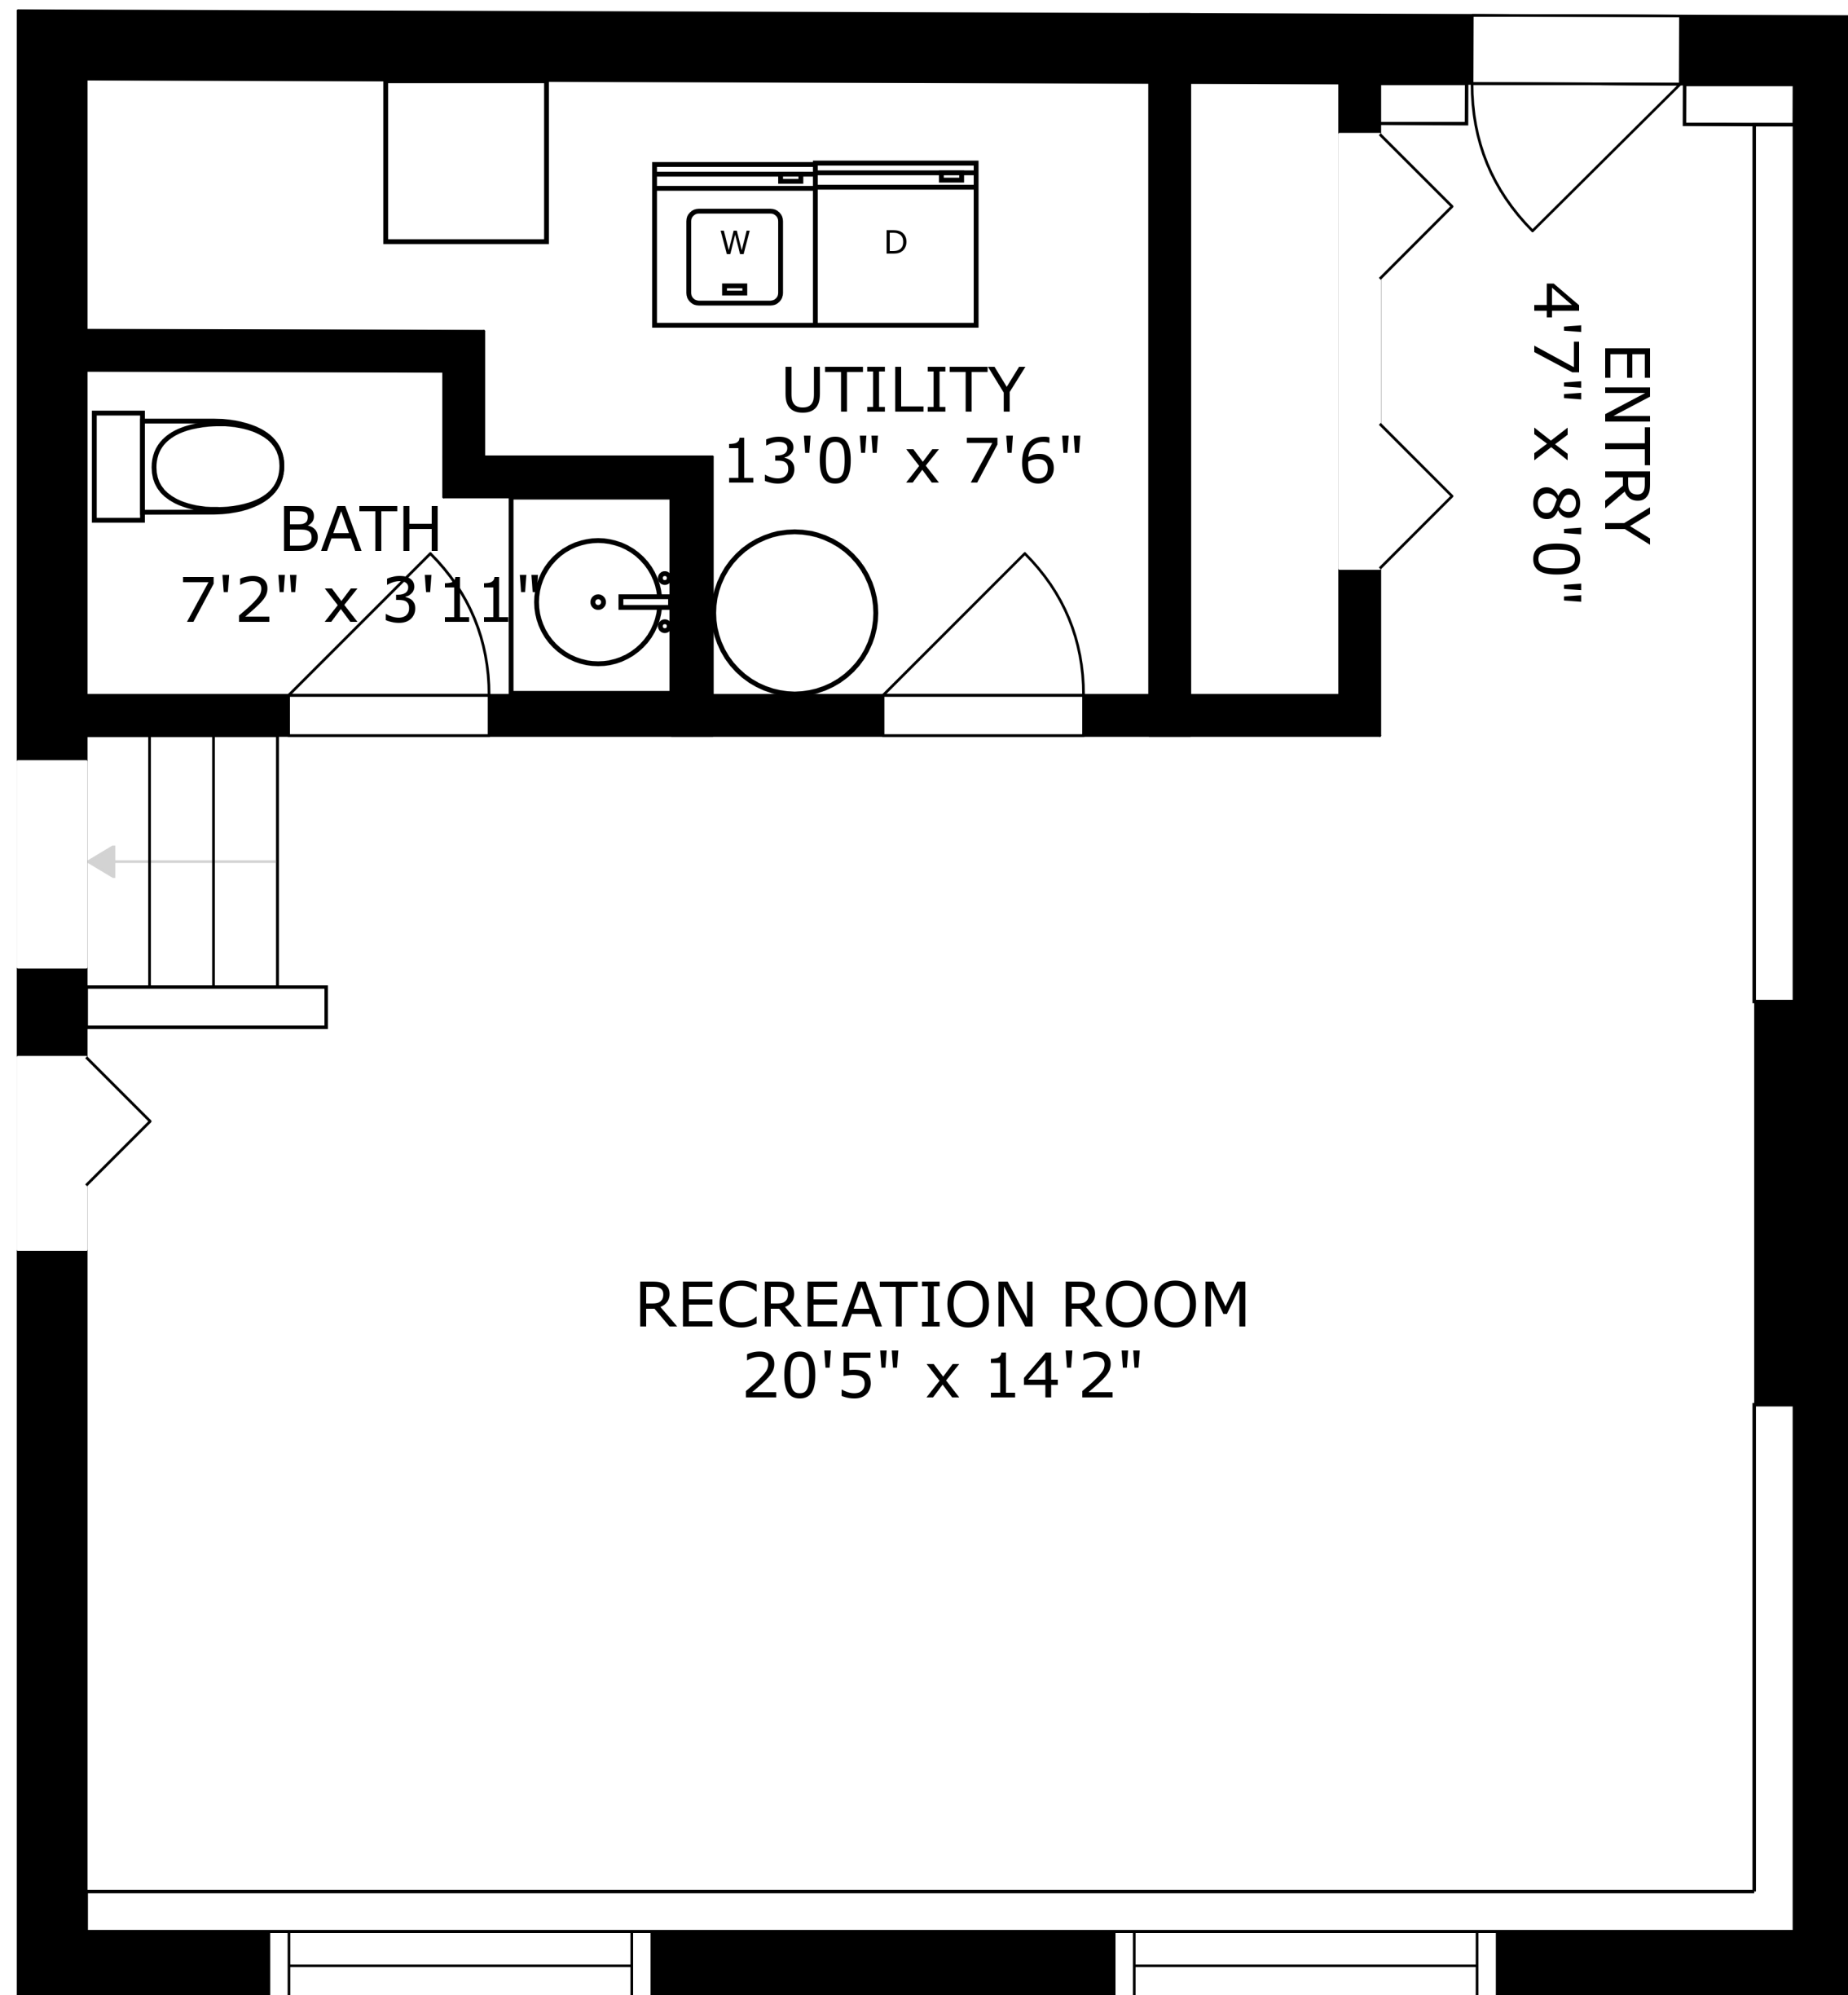 W
D
UTILITY
13'0" x 7'6"
ENTRY
4'7" x 8'0"
BATH
7'2" x 3'11"
RECREATION ROOM
20'5" x 14'2"